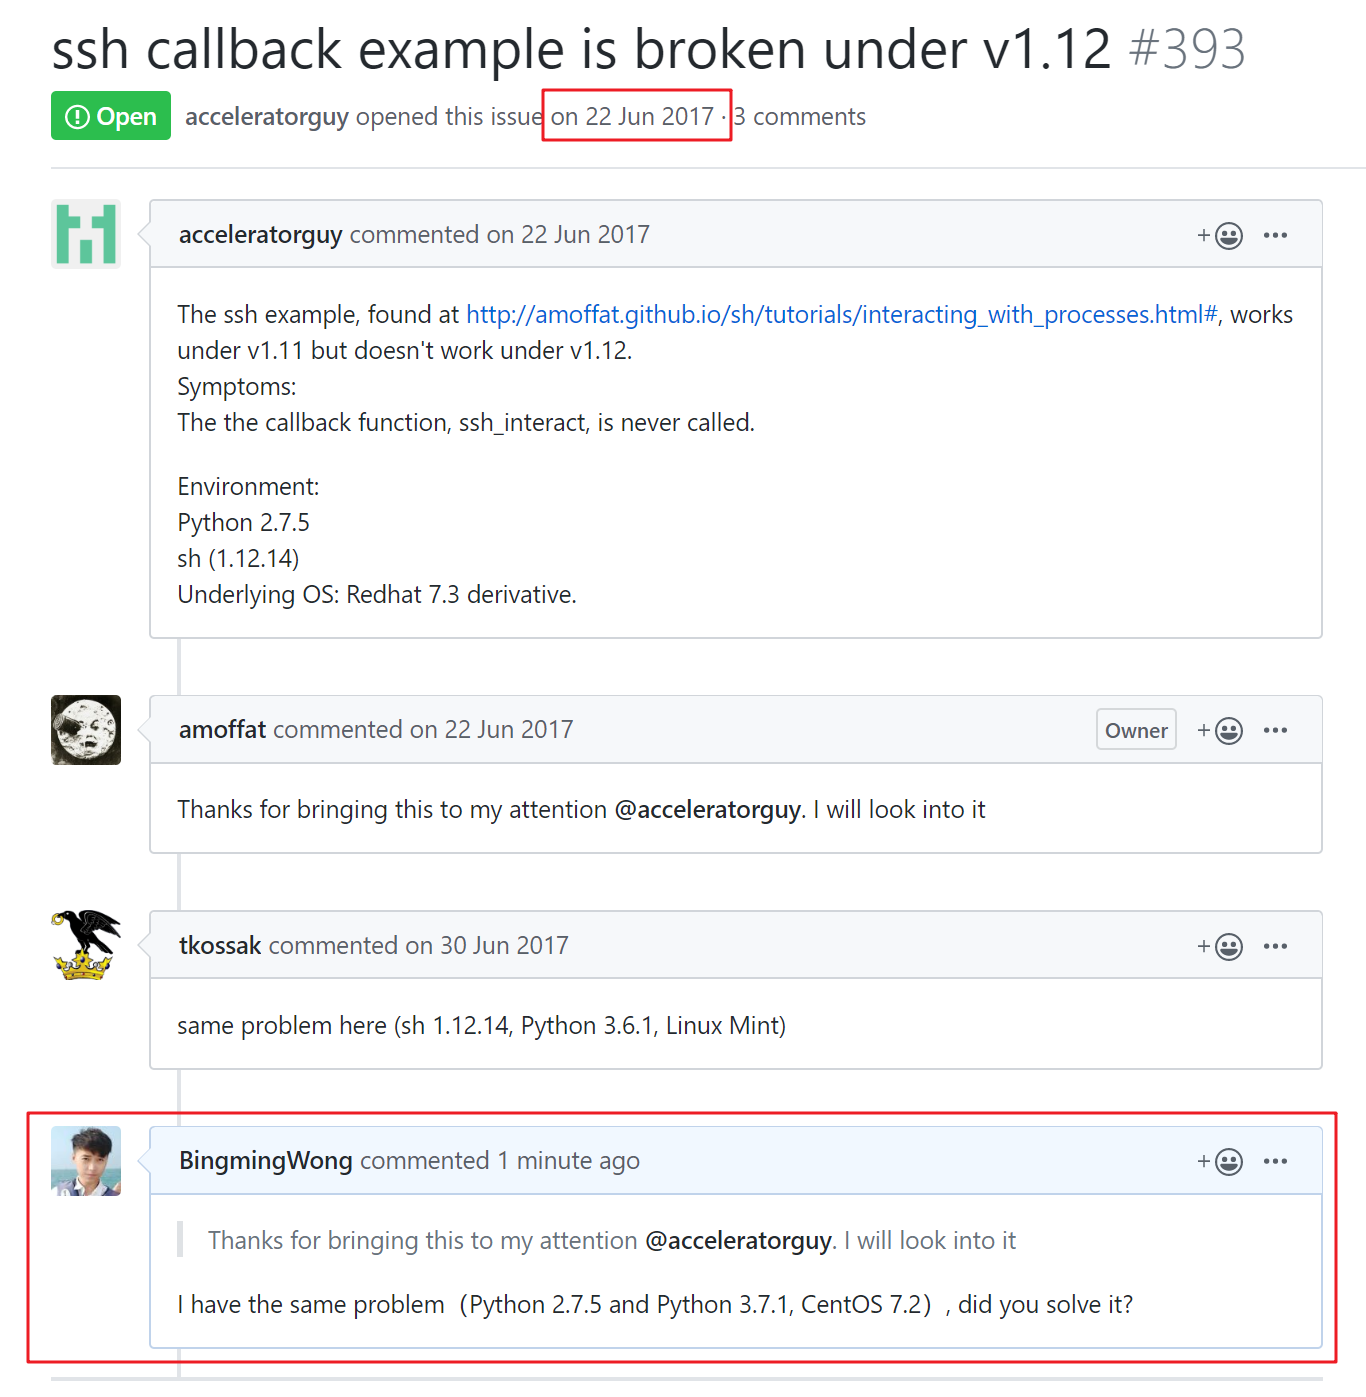 ssh callback example is broken under v1.12 #393
Open acceleratorguy opened this issue on 22 Jun 2017 · 3 comments
acceleratorguy commented on 22 Jun 2017
The ssh example, found at http://amoffat.github.io/sh/tutorials/interacting_with_processes.html#, works
under v1.11 but doesn't work under v1.12.
Symptoms:
The the callback function, ssh_interact, is never called.
Environment:
Python 2.7.5
sh (1.12.14)
Underlying OS: Redhat 7.3 derivative.
amoffat commented on 22 Jun 2017 Owner
Thanks for bringing this to my attention @acceleratorguy. I will look into it
tkossak commented on 30 Jun 2017
same problem here (sh 1.12.14, Python 3.6.1, Linux Mint)
BingmingWong commented 1 minute ago
Thanks for bringing this to my attention @acceleratorguy. I will look into it
I have the same problem（Python 2.7.5 and Python 3.7.1, CentOS 7.2）, did you solve it?